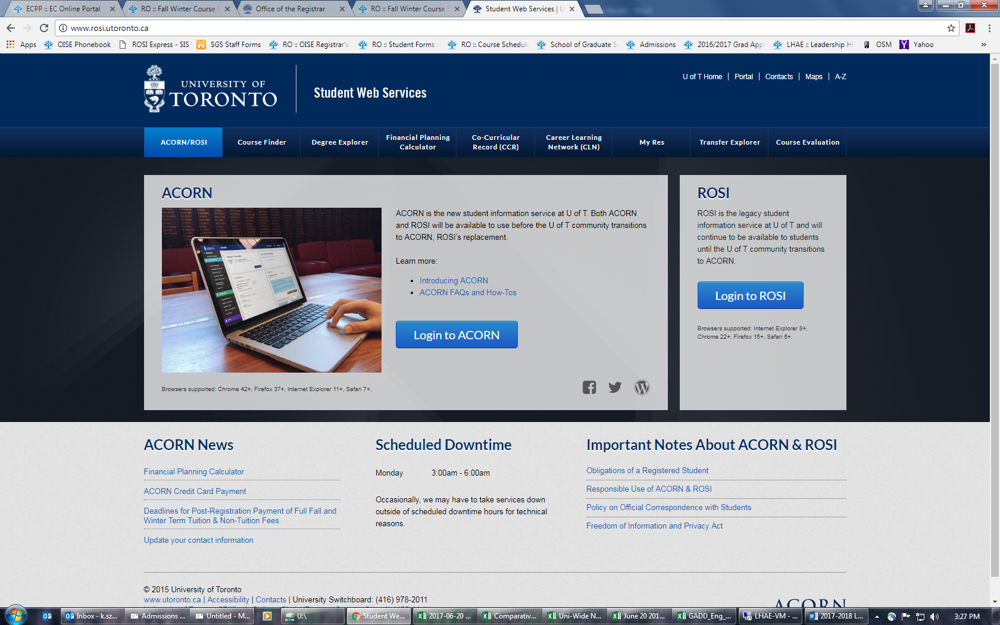 ECPP :: EC Online Portal
RO :: Fall Winter Course S
Office of the Registrar
RO :: Fall Winter Course S
Student Web Services | U
www.rosi.utoronto.ca
Apps
OISE Phonebook
ROSI Express - SIS
SGS Staff Forms
RO :: OISE Registrar's
RO :: Student Forms :
RO :: Course Schedul
School of Graduate S
Admissions
2016/2017 Grad App
LHAE :: Leadership Hi
OSM
Yahoo
»
UNIVERSITY OF
TORONTO
Student Web Services
U of T Home | Portal | Contacts | Maps | A-Z
ACORN/ROSI
Course Finder
Degree Explorer
Financial Planning
Calculator
Co-Curricular
Record (CCR)
Career Learning
Network (CLN)
My Res
Transfer Explorer
Course Evaluation
ACORN
ACORN is the new student information service at U of T. Both ACORN
and ROSI will be available to use before the U of T community transitions
to ACORN, ROSI's replacement.
Learn more:
• Introducing ACORN
• ACORN FAQs and How-Tos
Login to ACORN
Browsers supported: Chrome 42+, Firefox 37+, Internet Explorer 11+, Safari 7+.
ROSI
ROSI is the legacy student
information service at U of T and will
continue to be available to students
until the U of T community transitions
to ACORN.
Login to ROSI
Browsers supported: Internet Explorer 8+,
Chrome 22+, Firefox 15+, Safari 6+.
ACORN News
Financial Planning Calculator
ACORN Credit Card Payment
Deadlines for Post-Registration Payment of Full Fall and
Winter Term Tuition & Non-Tuition Fees
Update your contact information
Scheduled Downtime
Monday 3:00am - 6:00am
Occasionally, we may have to take services down
outside of scheduled downtime hours for technical
reasons.
Important Notes About ACORN & ROSI
Obligations of a Registered Student
Responsible Use of ACORN & ROSI
Policy on Official Correspondence with Students
Freedom of Information and Privacy Act
© 2015 University of Toronto
www.utoronto.ca | Accessibility | Contacts | University Switchboard: (416) 978-2011
ACORN
Inbox - k.sz...
Admissions ...
Untitled - M...
U:\
Student We...
2017-06-20 ...
Comparativ...
Uni-Wide N...
June 20 201...
GADD_Eng_...
LHAE-VM - ...
2017-2018 L...
3:27 PM